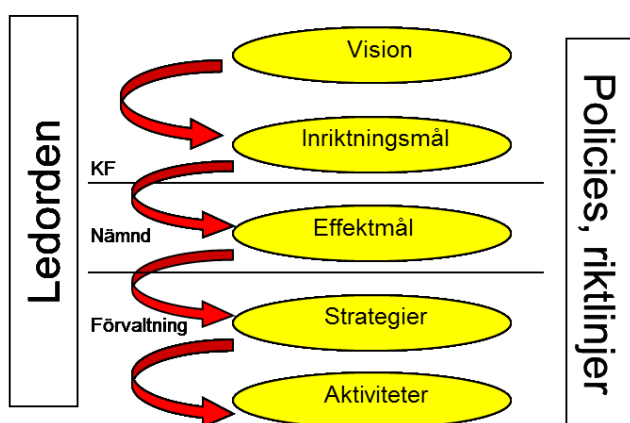 Ledorden
Vision
Inriktningsmål
KF
Nämnd
Effektmål
Förvaltning
Strategier
Aktiviteter
Policies, riktlinjer